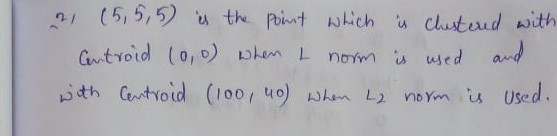 2, (5,5,5) is the point which is clustered with
Centroid (0,0) when L norm is used and
with Centroid (100, 40) when L2 norm is used.